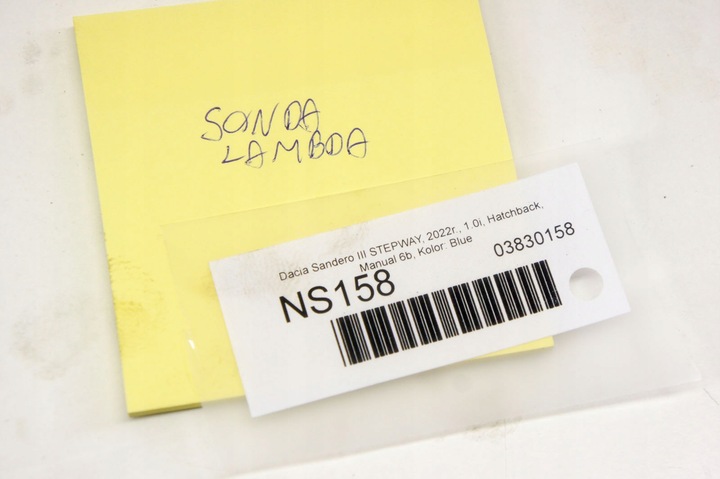 SONDA
LAMBDA
Dacia Sandero III STEPWAY, 2022r., 1.0i, Hatchback,
Manual 6b, Kolor: Blue
03830158
NS158